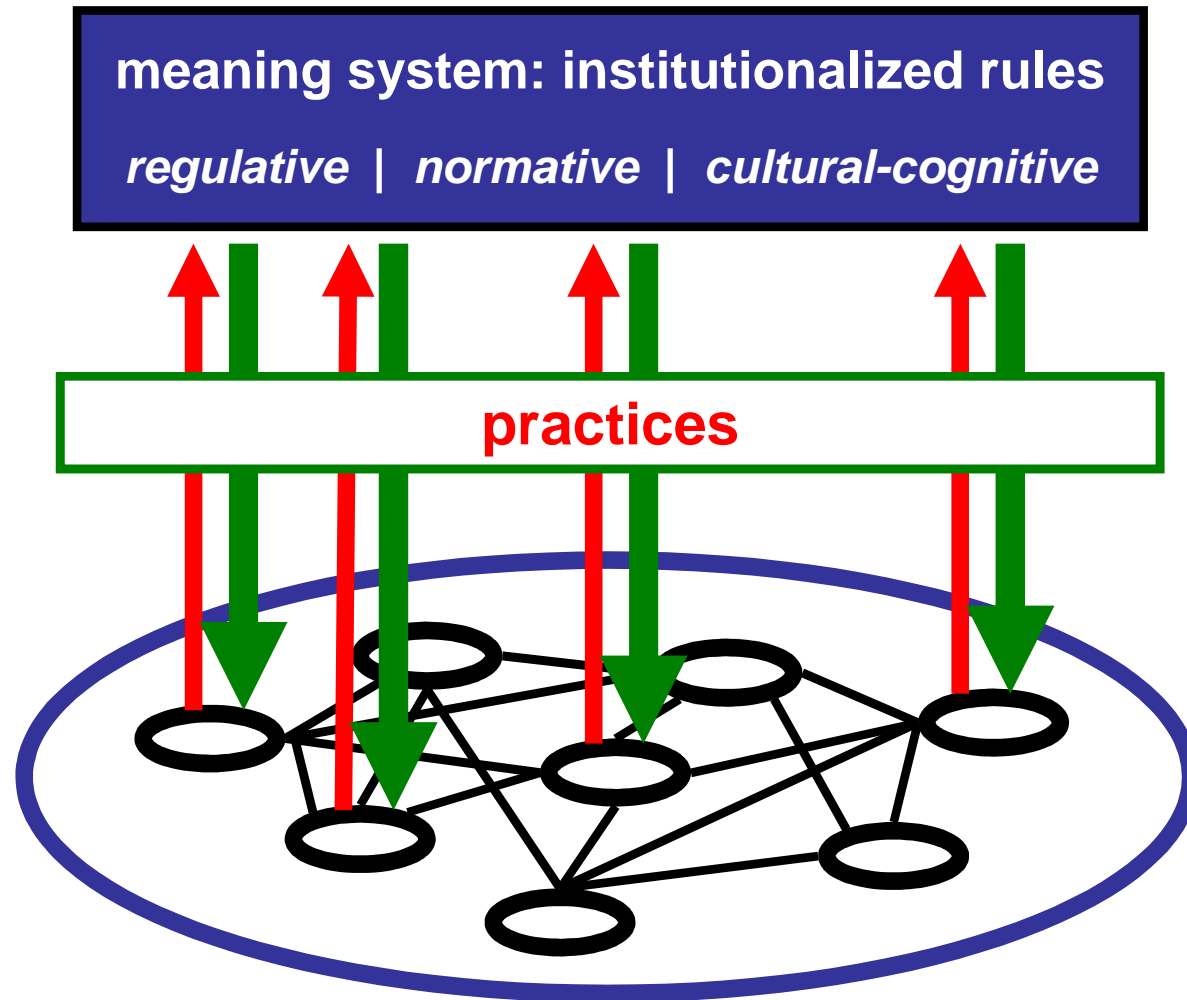 meaning system: institutionalized rules
regulative | normative | cultural-cognitive
practices